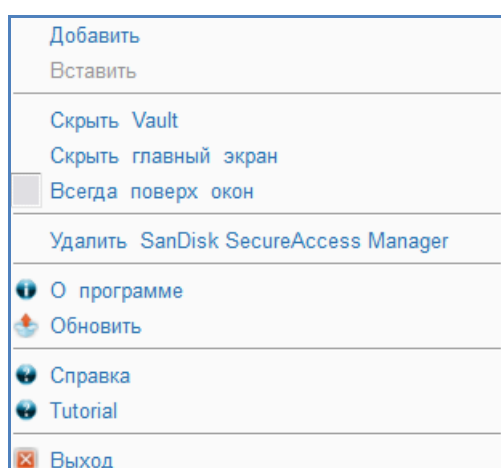 Добавить
Вставить
Скрыть Vault
Скрыть главный экран
Всегда поверх окон
Удалить SanDisk SecureAccess Manager
О программе
Обновить
Справка
Tutorial
Выход